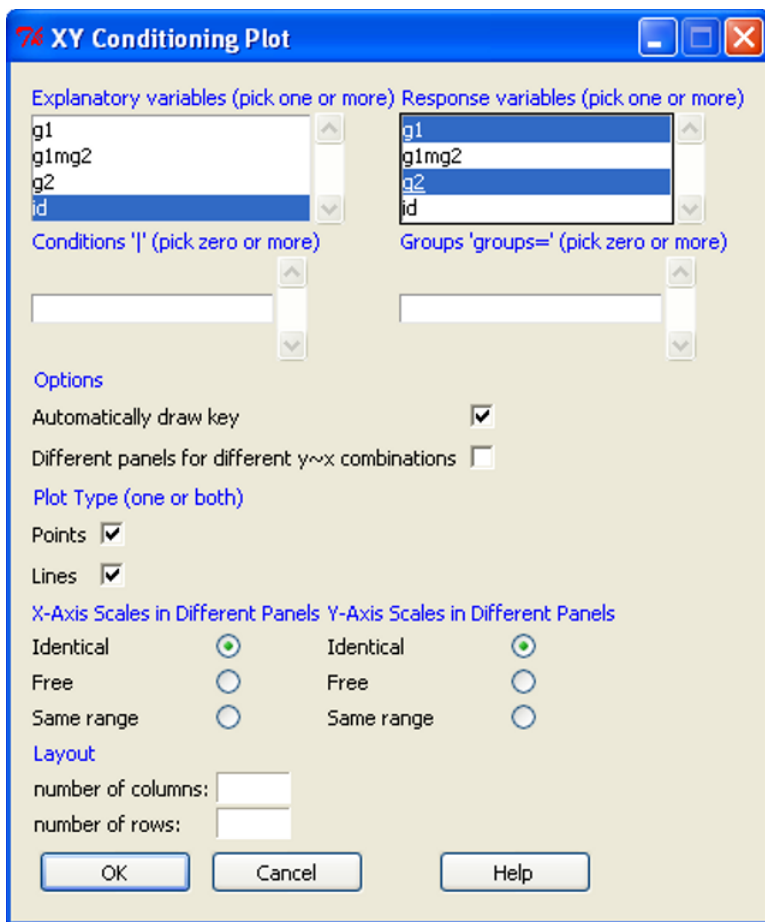 XY Conditioning Plot
Explanatory variables (pick one or more) Response variables (pick one or more)
g1 g1
g1mg2 g1mg2
g2 g2
id id
Conditions '|' (pick zero or more) Groups 'groups=' (pick zero or more)
Options
Automatically draw key
Different panels for different y~x combinations
Plot Type (one or both)
Points
Lines
X-Axis Scales in Different Panels Y-Axis Scales in Different Panels
Identical Identical
Free Free
Same range Same range
Layout
number of columns:
number of rows:
OK Cancel Help